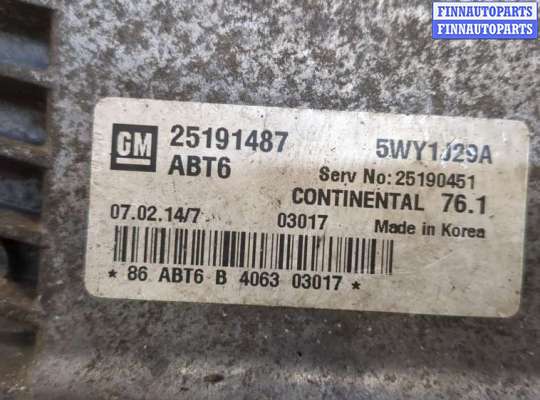 FINNAUTOPARTS
FINNAUTOPARTS
GM 25191487 5WY1J29A
ABT6 Serv No: 25190451
CONTINENTAL 76.1
07.02.14/7 03017 Made in Korea
* 86 ABT6 B 4063 03017 *